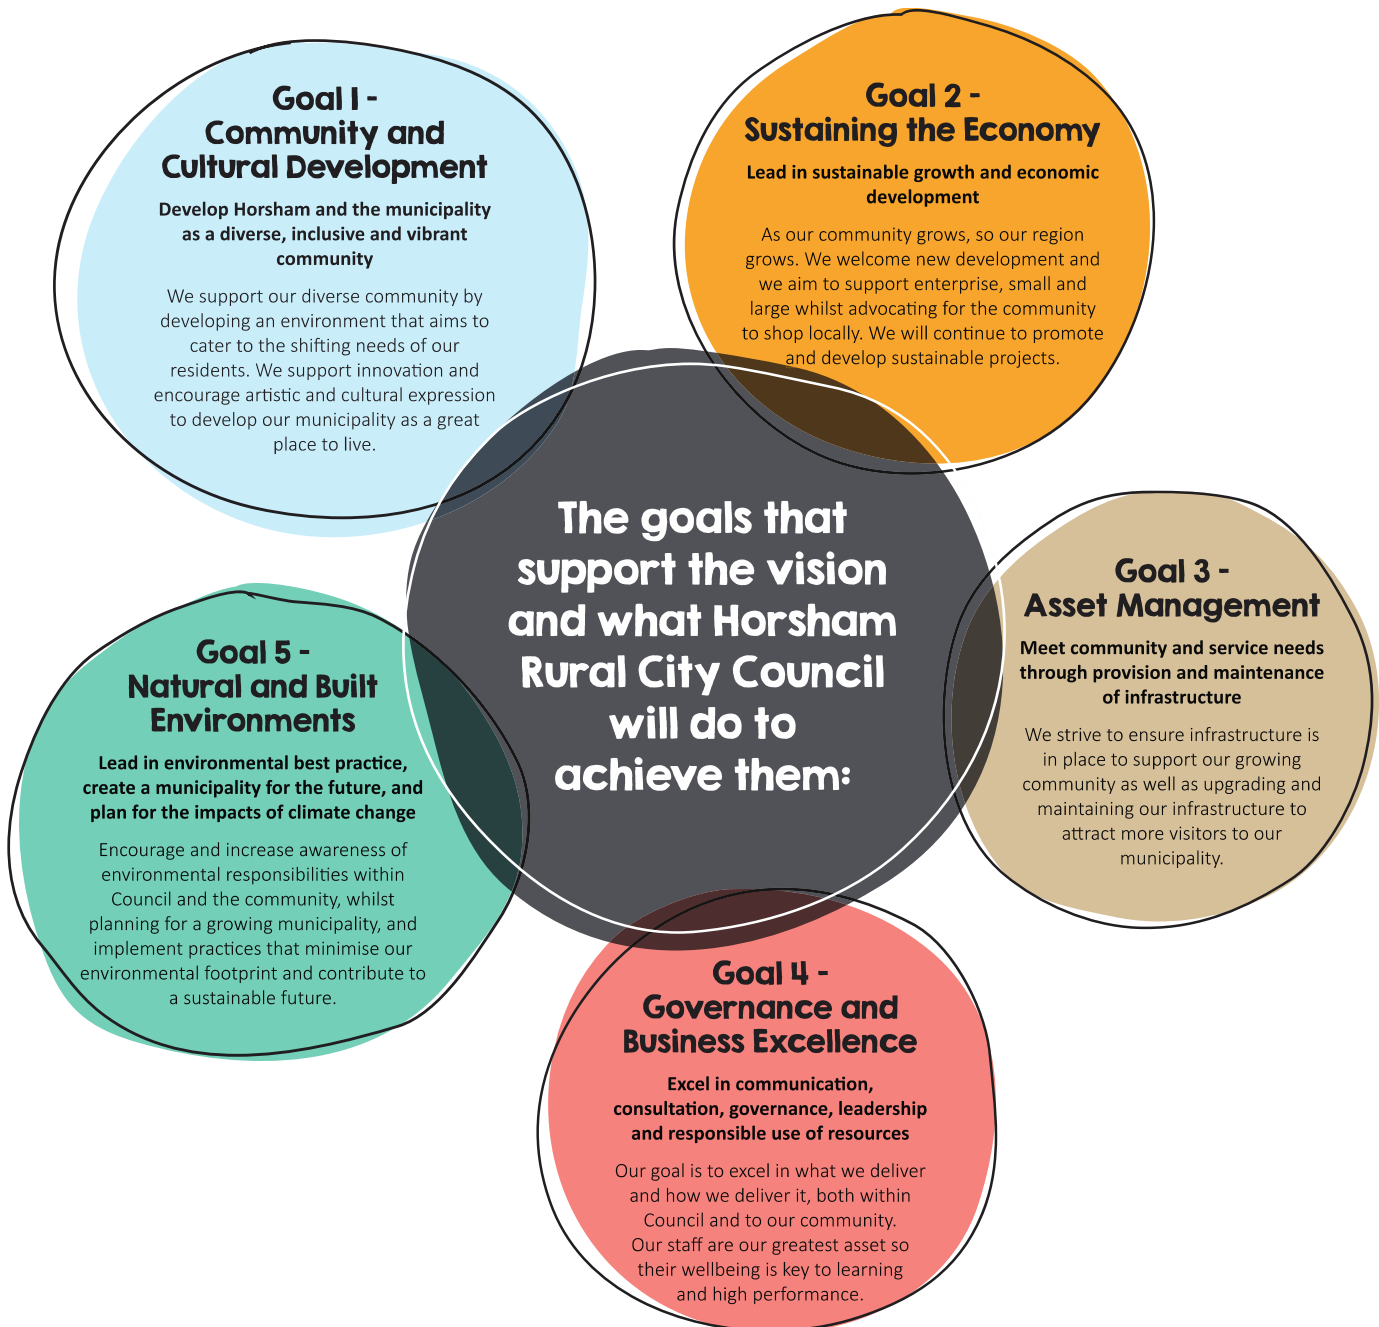 Goal 1 -
Community and
Cultural Development
Develop Horsham and the municipality
as a diverse, inclusive and vibrant
community
We support our diverse community by
developing an environment that aims to
cater to the shifting needs of our
residents. We support innovation and
encourage artistic and cultural expression
to develop our municipality as a great
place to live.
Goal 2 -
Sustaining the Economy
Lead in sustainable growth and economic
development
As our community grows, so our region
grows. We welcome new development and
we aim to support enterprise, small and
large whilst advocating for the community
to shop locally. We will continue to promote
and develop sustainable projects.
The goals that
support the vision
and what Horsham
Rural City Council
will do to
achieve them:
Goal 3 -
Asset Management
Meet community and service needs
through provision and maintenance
of infrastructure
We strive to ensure infrastructure is
in place to support our growing
community as well as upgrading and
maintaining our infrastructure to
attract more visitors to our
municipality.
Goal 4 -
Governance and
Business Excellence
Excel in communication,
consultation, governance, leadership
and responsible use of resources
Our goal is to excel in what we deliver
and how we deliver it, both within
Council and to our community.
Our staff are our greatest asset so
their wellbeing is key to learning
and high performance.
Goal 5 -
Natural and Built
Environments
Lead in environmental best practice,
create a municipality for the future, and
plan for the impacts of climate change
Encourage and increase awareness of
environmental responsibilities within
Council and the community, whilst
planning for a growing municipality, and
implement practices that minimise our
environmental footprint and contribute to
a sustainable future.